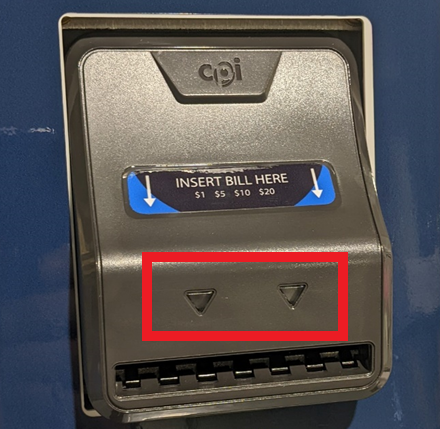 cpi
INSERT BILL HERE
$1 $5 $10 $20